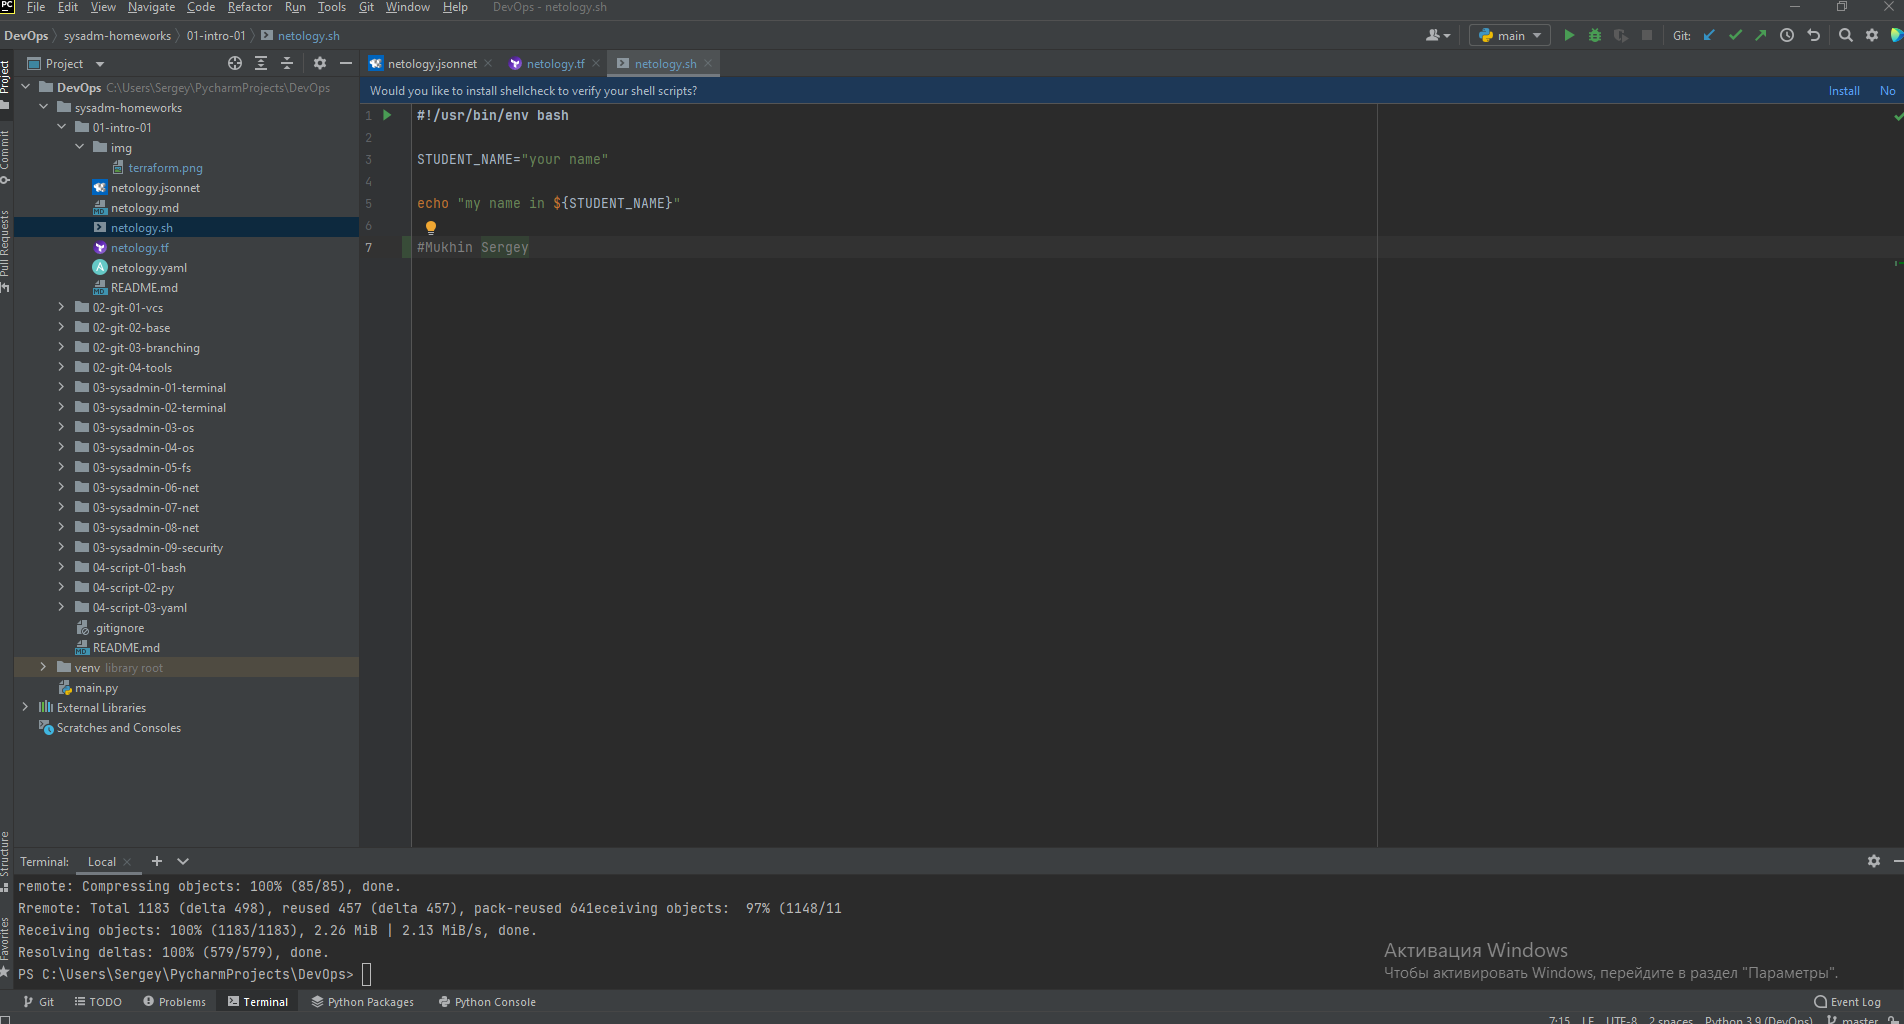 PC File Edit View Navigate Code Refactor Run Tools Git Window Help DevOps - netology.sh
DevOps sysadm-homeworks 01-intro-01 netology.sh main Git:
Project netology.jsonnet netology.tf netology.sh
Would you like to install shellcheck to verify your shell scripts? Install No
Project
Commit
Pull Requests
Structure
Favorites
DevOps C:\Users\Sergey\PycharmProjects\DevOps
sysadm-homeworks
01-intro-01
img
terraform.png
netology.jsonnet
netology.md
netology.sh
netology.tf
netology.yaml
README.md
02-git-01-vcs
02-git-02-base
02-git-03-branching
02-git-04-tools
03-sysadmin-01-terminal
03-sysadmin-02-terminal
03-sysadmin-03-os
03-sysadmin-04-os
03-sysadmin-05-fs
03-sysadmin-06-net
03-sysadmin-07-net
03-sysadmin-08-net
03-sysadmin-09-security
04-script-01-bash
04-script-02-py
04-script-03-yaml
.gitignore
README.md
venv library root
main.py
External Libraries
Scratches and Consoles
1 #!/usr/bin/env bash
2
3 STUDENT_NAME="your name"
4
5 echo "my name in ${STUDENT_NAME}"
6
7 #Mukhin Sergey
Terminal: Local
remote: Compressing objects: 100% (85/85), done.
Rremote: Total 1183 (delta 498), reused 457 (delta 457), pack-reused 641eceiving objects:  97% (1148/11
Receiving objects: 100% (1183/1183), 2.26 MiB | 2.13 MiB/s, done.
Resolving deltas: 100% (579/579), done.
PS C:\Users\Sergey\PycharmProjects\DevOps>
Активация Windows
Чтобы активировать Windows, перейдите в раздел "Параметры".
Git TODO Problems Terminal Python Packages Python Console Event Log
7:15 LF UTF-8 2 spaces Python 3.9 (DevOps) master